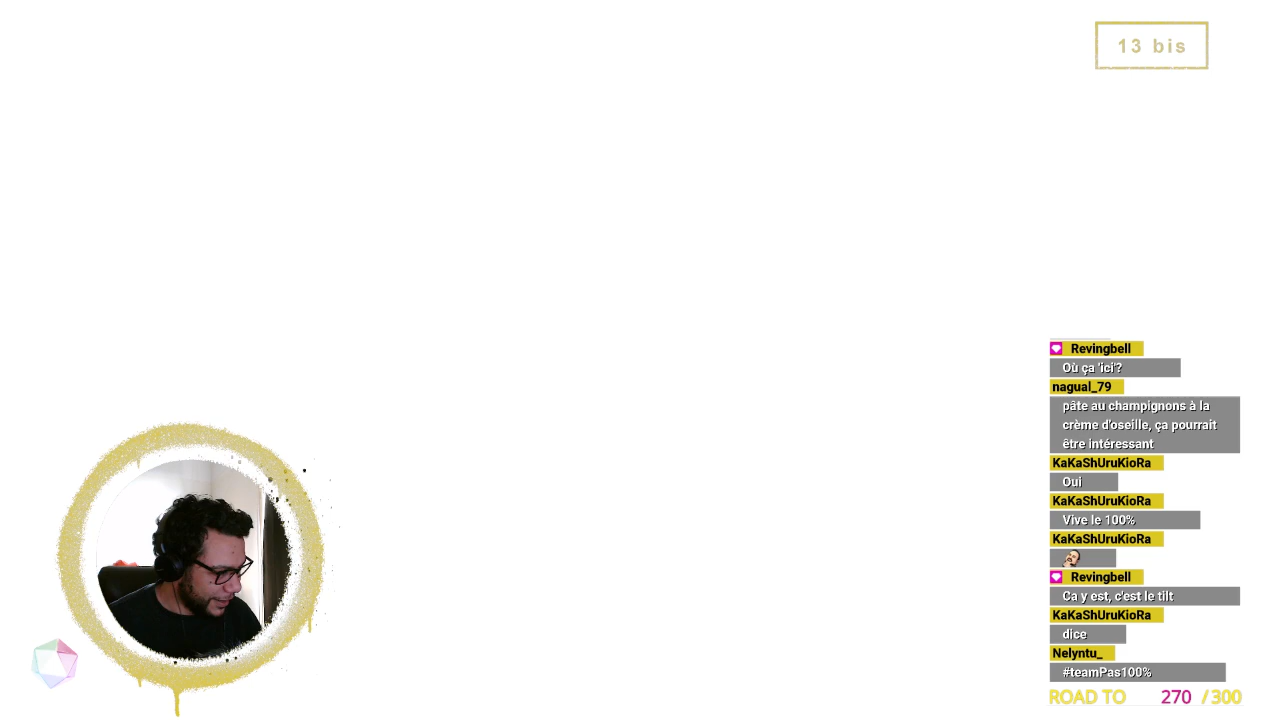 13 bis
Revingbell
Où ça 'ici'?
nagual_79
pâte au champignons à la
crème d'oseille, ça pourrait
être intéressant
KaKaShUruKioRa
Oui
KaKaShUruKioRa
Vive le 100%
KaKaShUruKioRa
Revingbell
Ca y est, c'est le tilt
KaKaShUruKioRa
dice
Nelyntu_
#teamPas100%
ROAD TO 270 / 300